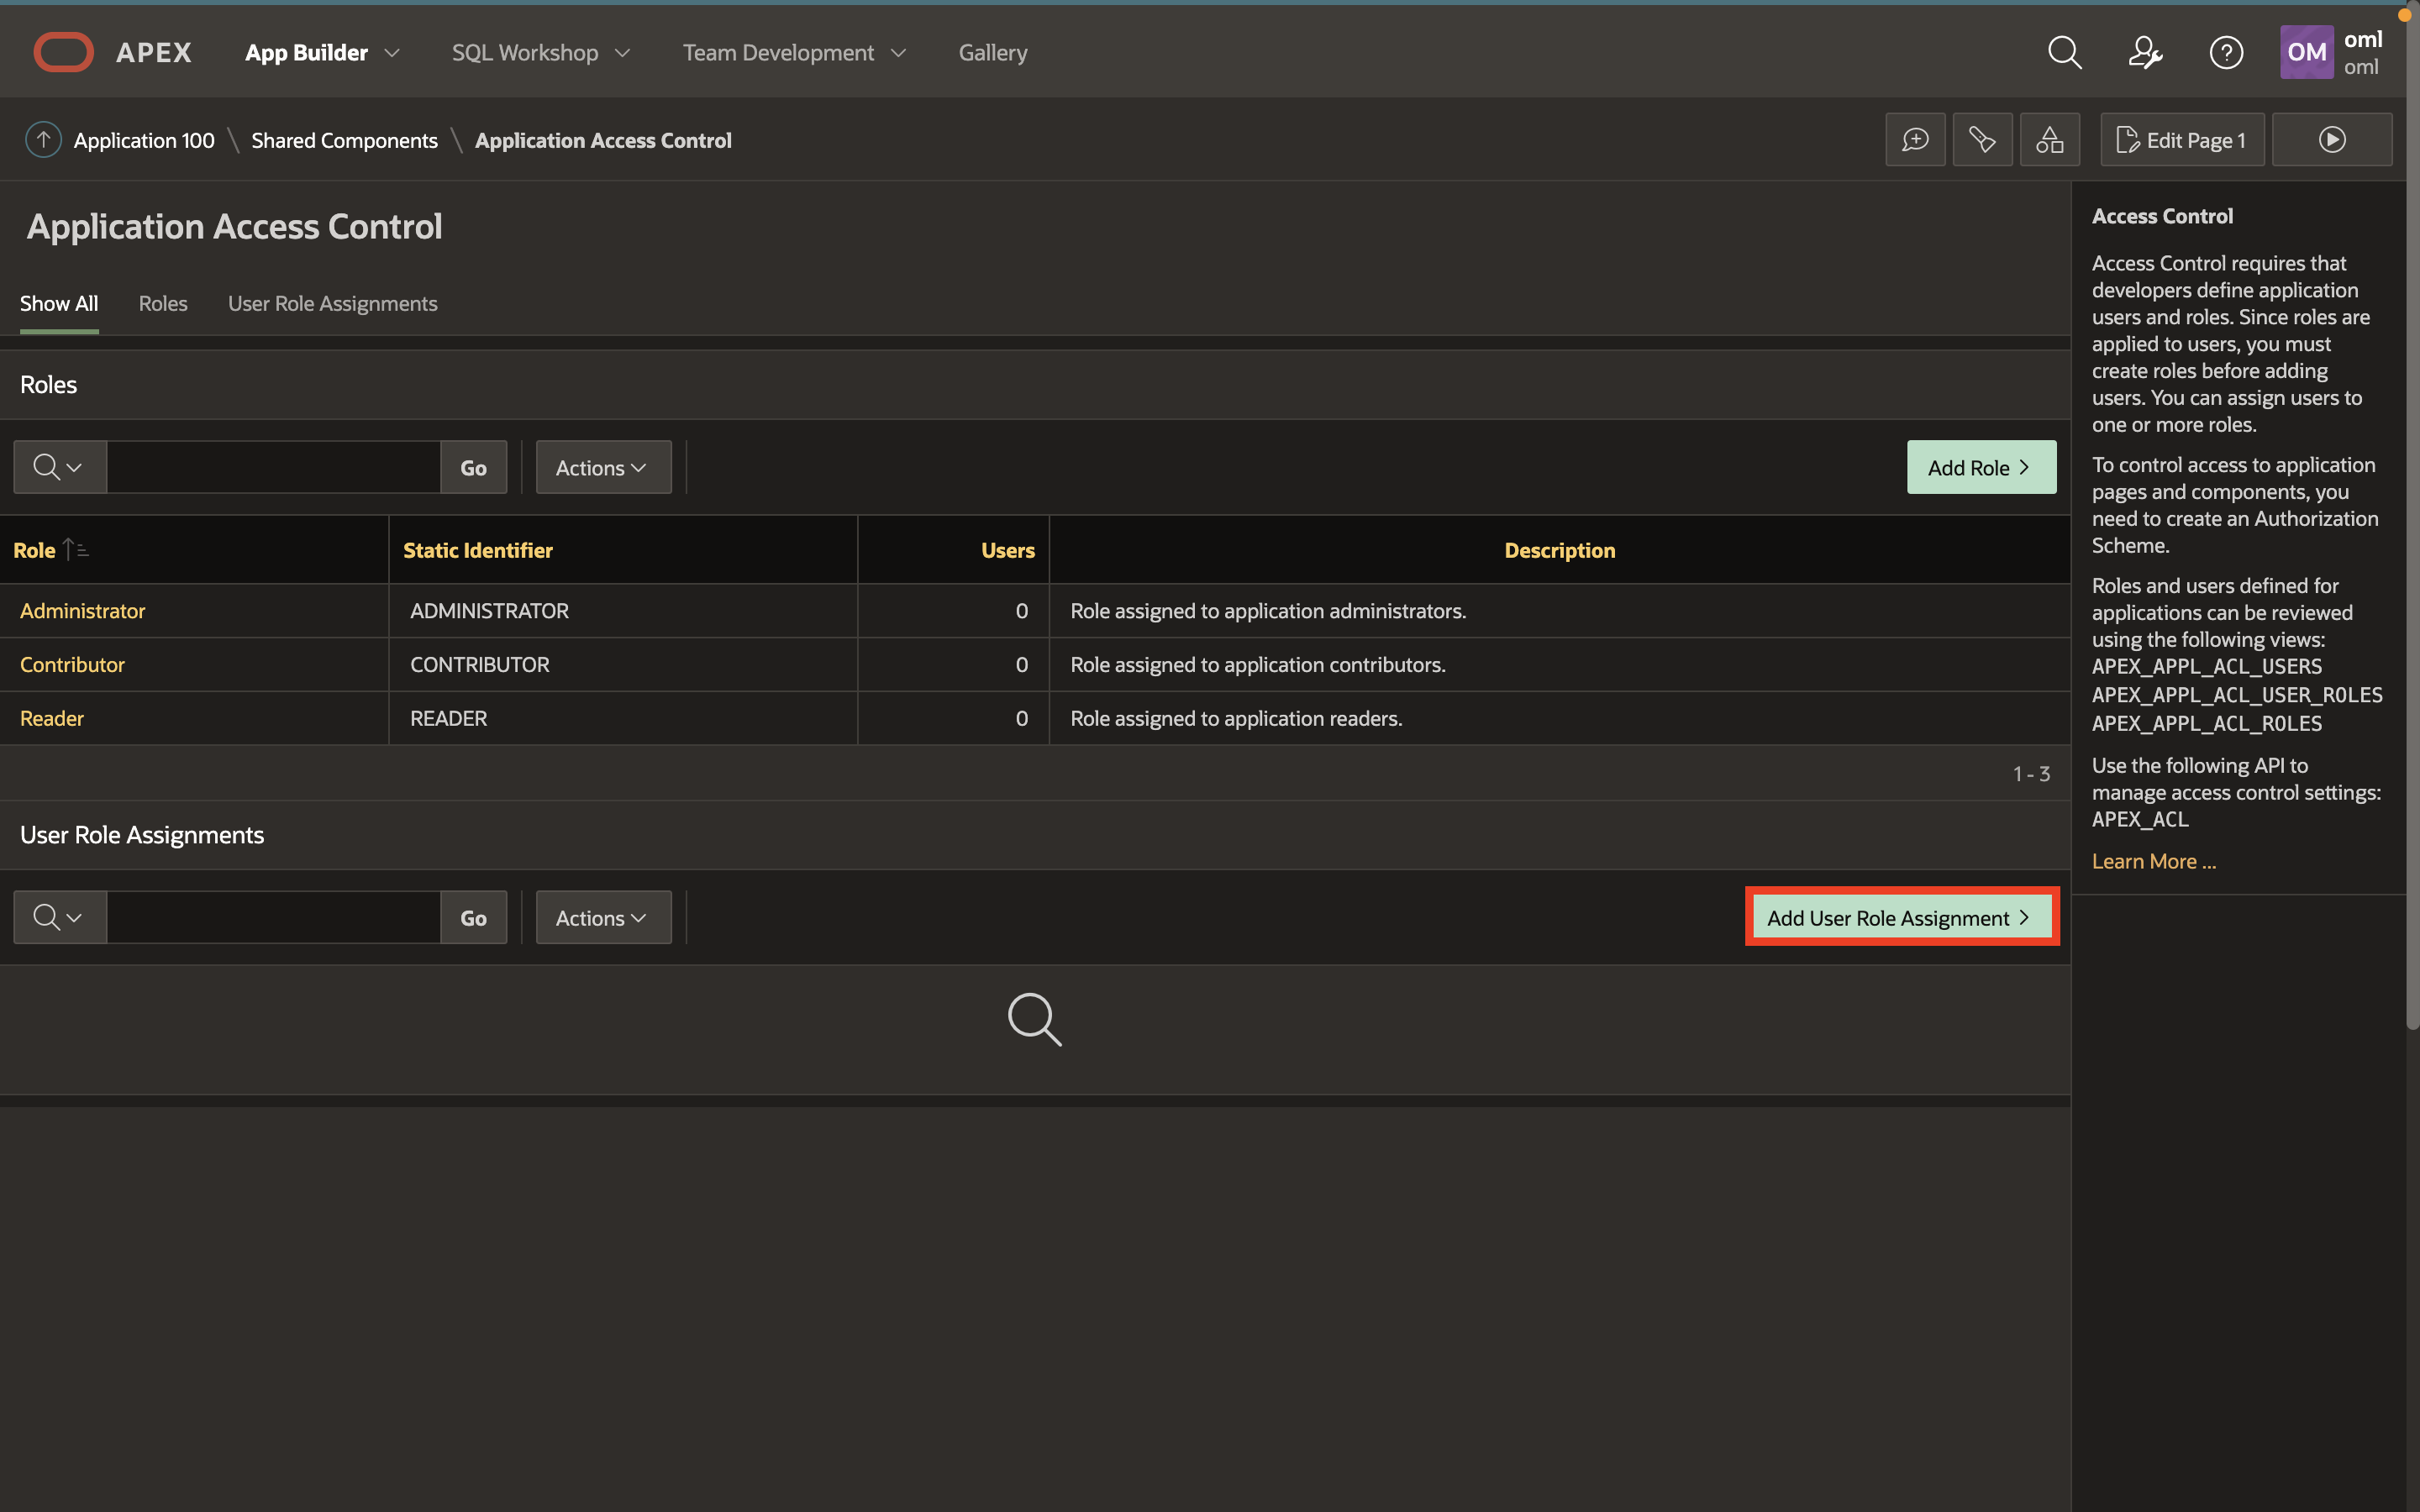 APEX App Builder SQL Workshop Team Development Gallery ? OM oml
oml
Application 100 \ Shared Components \ Application Access Control Edit Page 1
Application Access Control
Show All Roles User Role Assignments
Roles
Go Actions Add Role
Role Static Identifier Users Description
Administrator ADMINISTRATOR 0 Role assigned to application administrators.
Contributor CONTRIBUTOR 0 Role assigned to application contributors.
Reader READER 0 Role assigned to application readers.
1 - 3
User Role Assignments
Go Actions Add User Role Assignment
Access Control
Access Control requires that
developers define application
users and roles. Since roles are
applied to users, you must
create roles before adding
users. You can assign users to
one or more roles.
To control access to application
pages and components, you
need to create an Authorization
Scheme.
Roles and users defined for
applications can be reviewed
using the following views:
APEX_APPL_ACL_USERS
APEX_APPL_ACL_USER_ROLES
APEX_APPL_ACL_ROLES
Use the following API to
manage access control settings:
APEX_ACL
Learn More ...